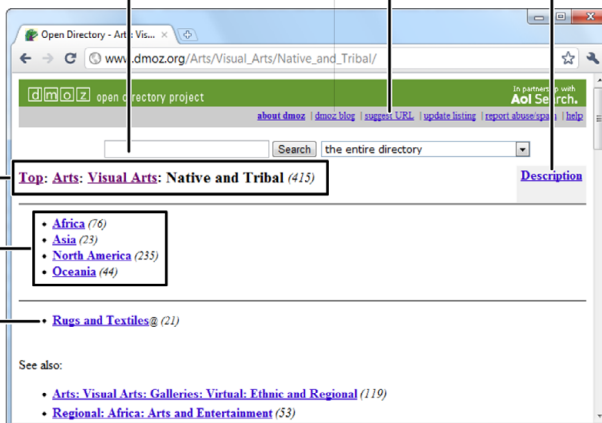 Open Directory - Arts: Vis...
www.dmoz.org/Arts/Visual_Arts/Native_and_Tribal/
dmoz open directory project
In partnership with
Aol Search.
about dmoz | dmoz blog | suggest URL | update listing | report abuse/spam | help
Search the entire directory
Top: Arts: Visual Arts: Native and Tribal (415) Description
• Africa (76)
• Asia (23)
• North America (235)
• Oceania (44)
• Rugs and Textiles@ (21)
See also:
• Arts: Visual Arts: Galleries: Virtual: Ethnic and Regional (119)
• Regional: Africa: Arts and Entertainment (53)